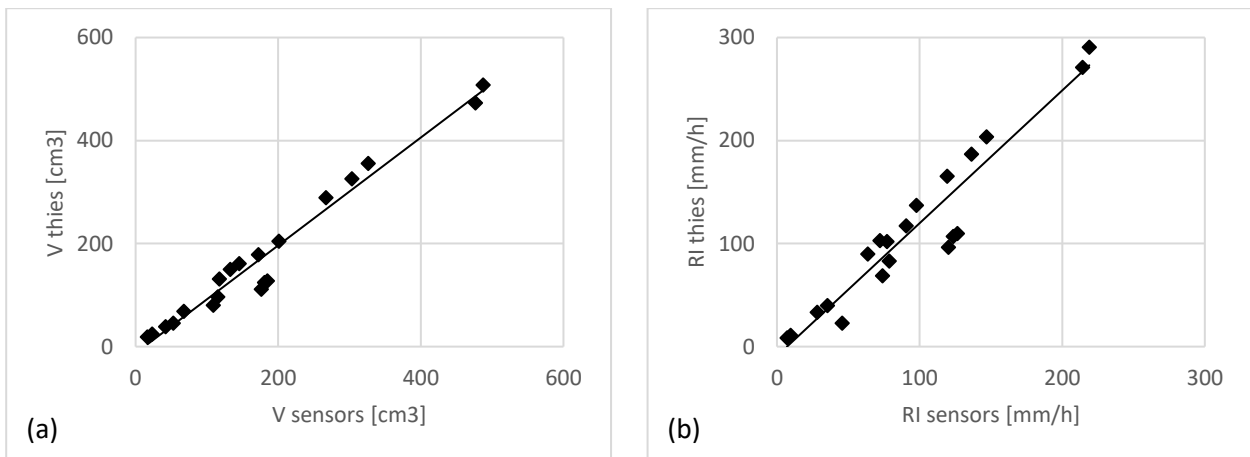 600
400
200
0
V thies [cm3]
0 200 400 600
V sensors [cm3]
(a)
300
200
100
0
RI thies [mm/h]
0 100 200 300
RI sensors [mm/h]
(b)